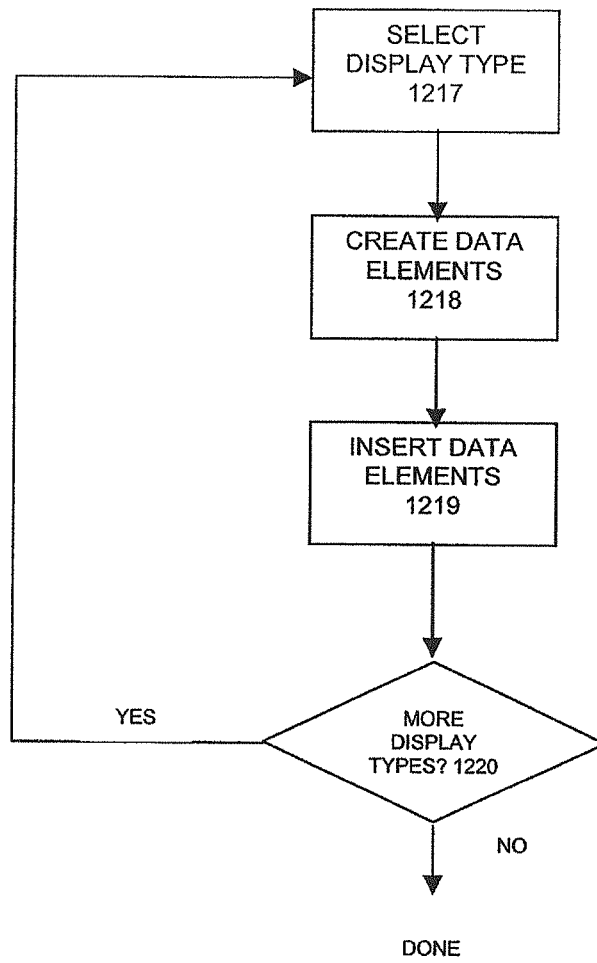 SELECT
DISPLAY TYPE
1217
CREATE DATA
ELEMENTS
1218
INSERT DATA
ELEMENTS
1219
YES
MORE
DISPLAY
TYPES? 1220
NO
DONE